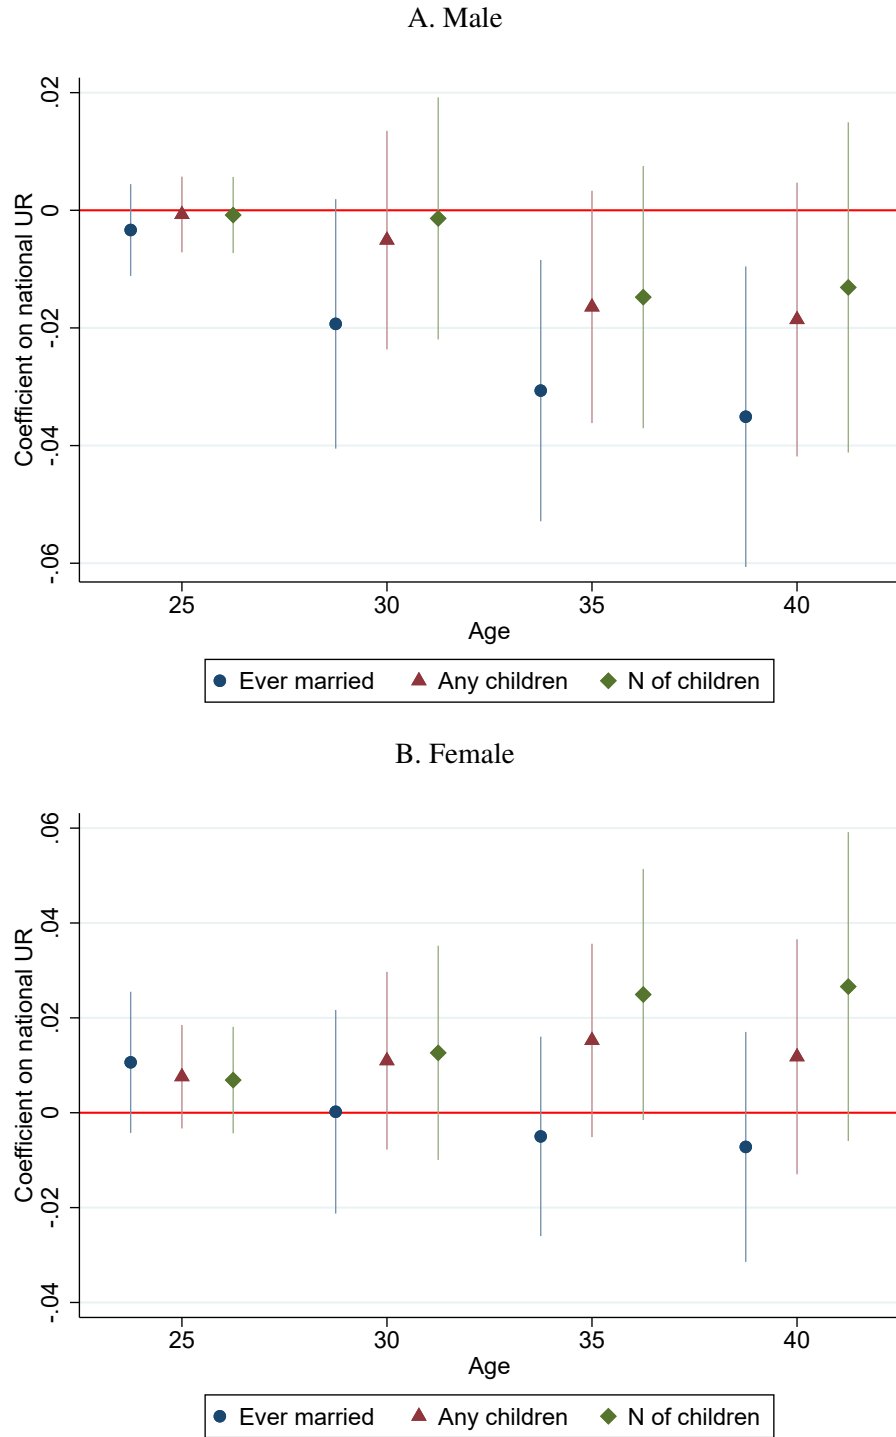 A. Male
Coefficient on national UR
.02
0
-.02
-.04
-.06
25 30 35 40
Age
Ever married Any children N of children
B. Female
Coefficient on national UR
.06
.04
.02
0
-.02
-.04
25 30 35 40
Age
Ever married Any children N of children